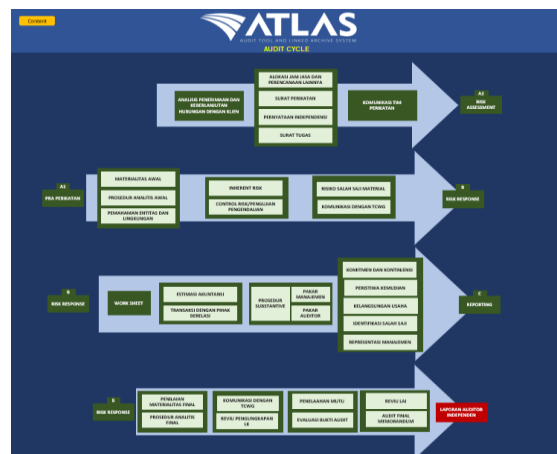 Content
ATLAS
AUDIT TOOL AND LINKED ARCHIVE SYSTEM
AUDIT CYCLE
ANALISIS PENERIMAAN DAN
KEBERLANJUTAN
HUBUNGAN DENGAN KLIEN
ALOKASI JAM JASA DAN
PERENCANAAN LAINNYA
SURAT PERIKATAN
PERNYATAAN INDEPENDENSI
SURAT TUGAS
KOMUNIKASI TIM
PERIKATAN
A2
RISK
ASSESSMENT
A1
PRA PERIKATAN
MATERIALITAS AWAL
PROSEDUR ANALITIS AWAL
PEMAHAMAN ENTITAS DAN
LINGKUNGAN
INHERENT RISK
CONTROL RISK/PENGUJIAN
PENGENDALIAN
RISIKO SALAH SAJI MATERIAL
KOMUNIKASI DENGAN TCWG
B
RISK RESPONSE
B
RISK RESPONSE
WORK SHEET
ESTIMASI AKUNTANSI
TRANSAKSI DENGAN PIHAK
BERELASI
PROSEDUR
SUBSTANTIVE
PAKAR
MANAJEMEN
PAKAR
AUDITOR
KOMITMEN DAN KONTINJENSI
PERISTIWA KEMUDIAN
KELANGSUNGAN USAHA
IDENTIFIKASI SALAH SAJI
REPRESENTASI MANAJEMEN
C
REPORTING
B
RISK RESPONSE
PENILAIAN
MATERIALITAS FINAL
PROSEDUR ANALITIS
FINAL
KOMUNIKASI DENGAN
TCWG
REVIU PENGUNGKAPAN
LK
PENELAAHAN MUTU
EVALUASI BUKTI AUDIT
REVIU LAI
AUDIT FINAL
MEMORANDUM
LAPORAN AUDITOR
INDEPENDEN